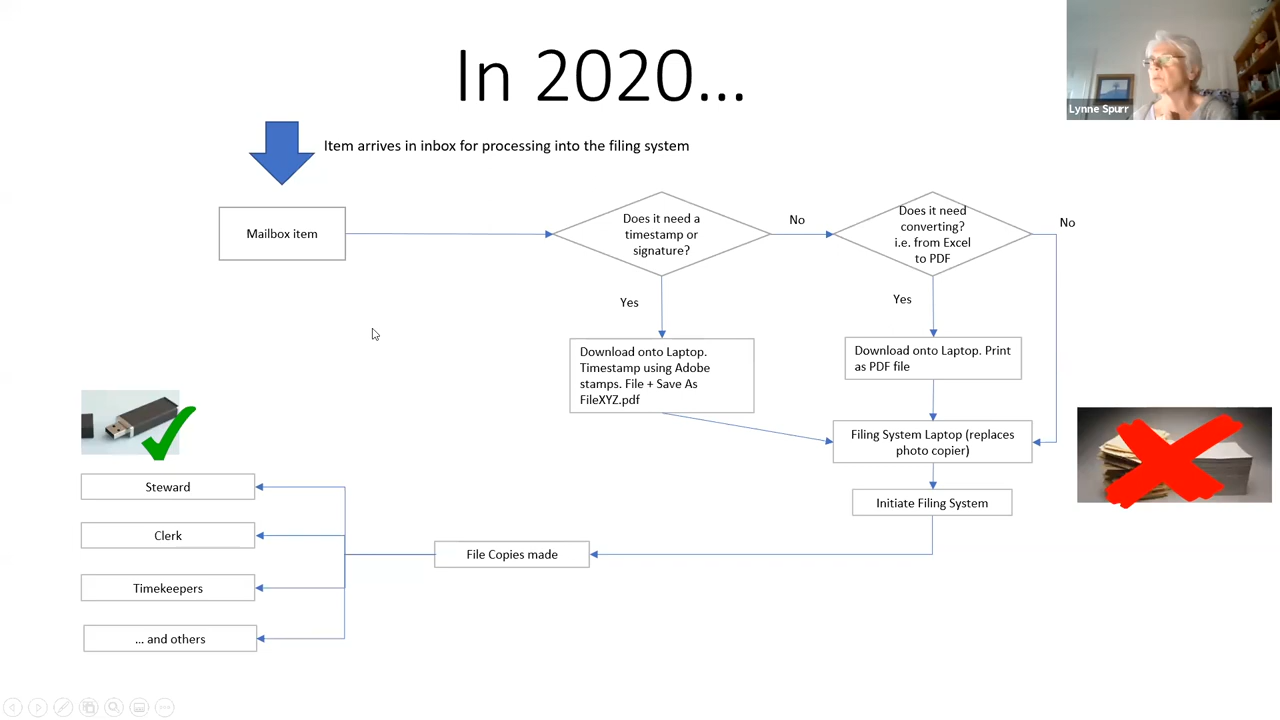 In 2020...
Lynne Spurr
Item arrives in inbox for processing into the filing system
Mailbox item
Does it need a
timestamp or
signature?
No
Does it need
converting?
i.e. from Excel
to PDF
No
Yes
Yes
Download onto Laptop.
Timestamp using Adobe
stamps. File + Save As
FileXYZ.pdf
Download onto Laptop. Print
as PDF file
Filing System Laptop (replaces
photo copier)
Initiate Filing System
File Copies made
Steward
Clerk
Timekeepers
... and others